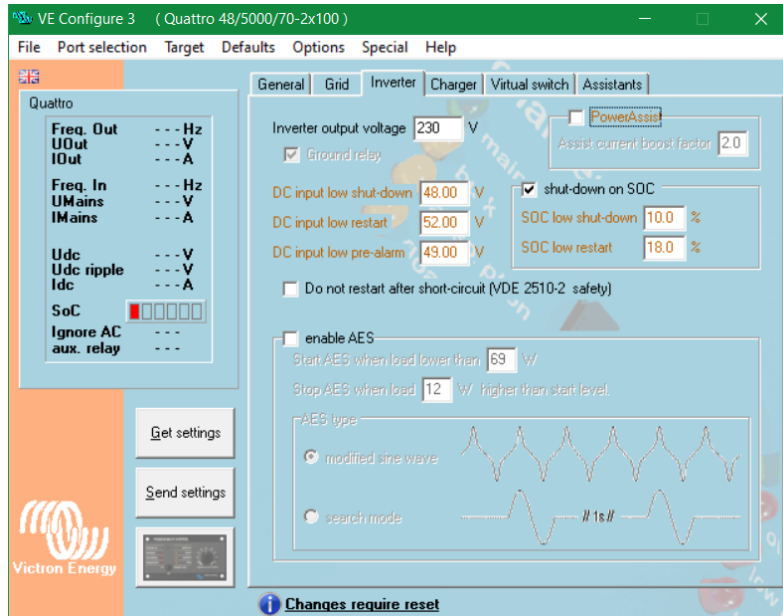 VE Configure 3 ( Quattro 48/5000/70-2x100 )
File Port selection Target Defaults Options Special Help
General Grid Inverter Charger Virtual switch Assistants
Quattro
Freq. Out - - - Hz
UOut - - - V
IOut - - - A
Freq. In - - - Hz
UMains - - - V
IMains - - - A
Udc - - - V
Udc ripple - - - V
Idc - - - A
SoC
Ignore AC - - -
aux. relay - - -
Get settings
Send settings
Victron Energy
Inverter output voltage 230 V
Ground relay
PowerAssist
Assist current boost factor 2.0
DC input low shut-down 48.00 V
DC input low restart 52.00 V
DC input low pre-alarm 49.00 V
shut-down on SOC
SOC low shut-down 10.0 %
SOC low restart 18.0 %
Do not restart after short-circuit (VDE 2510-2 safety)
enable AES
Start AES when load lower than 69 W
Stop AES when load 12 W higher than start level.
AES type
modified sine wave
search mode
// 1s //
Changes require reset